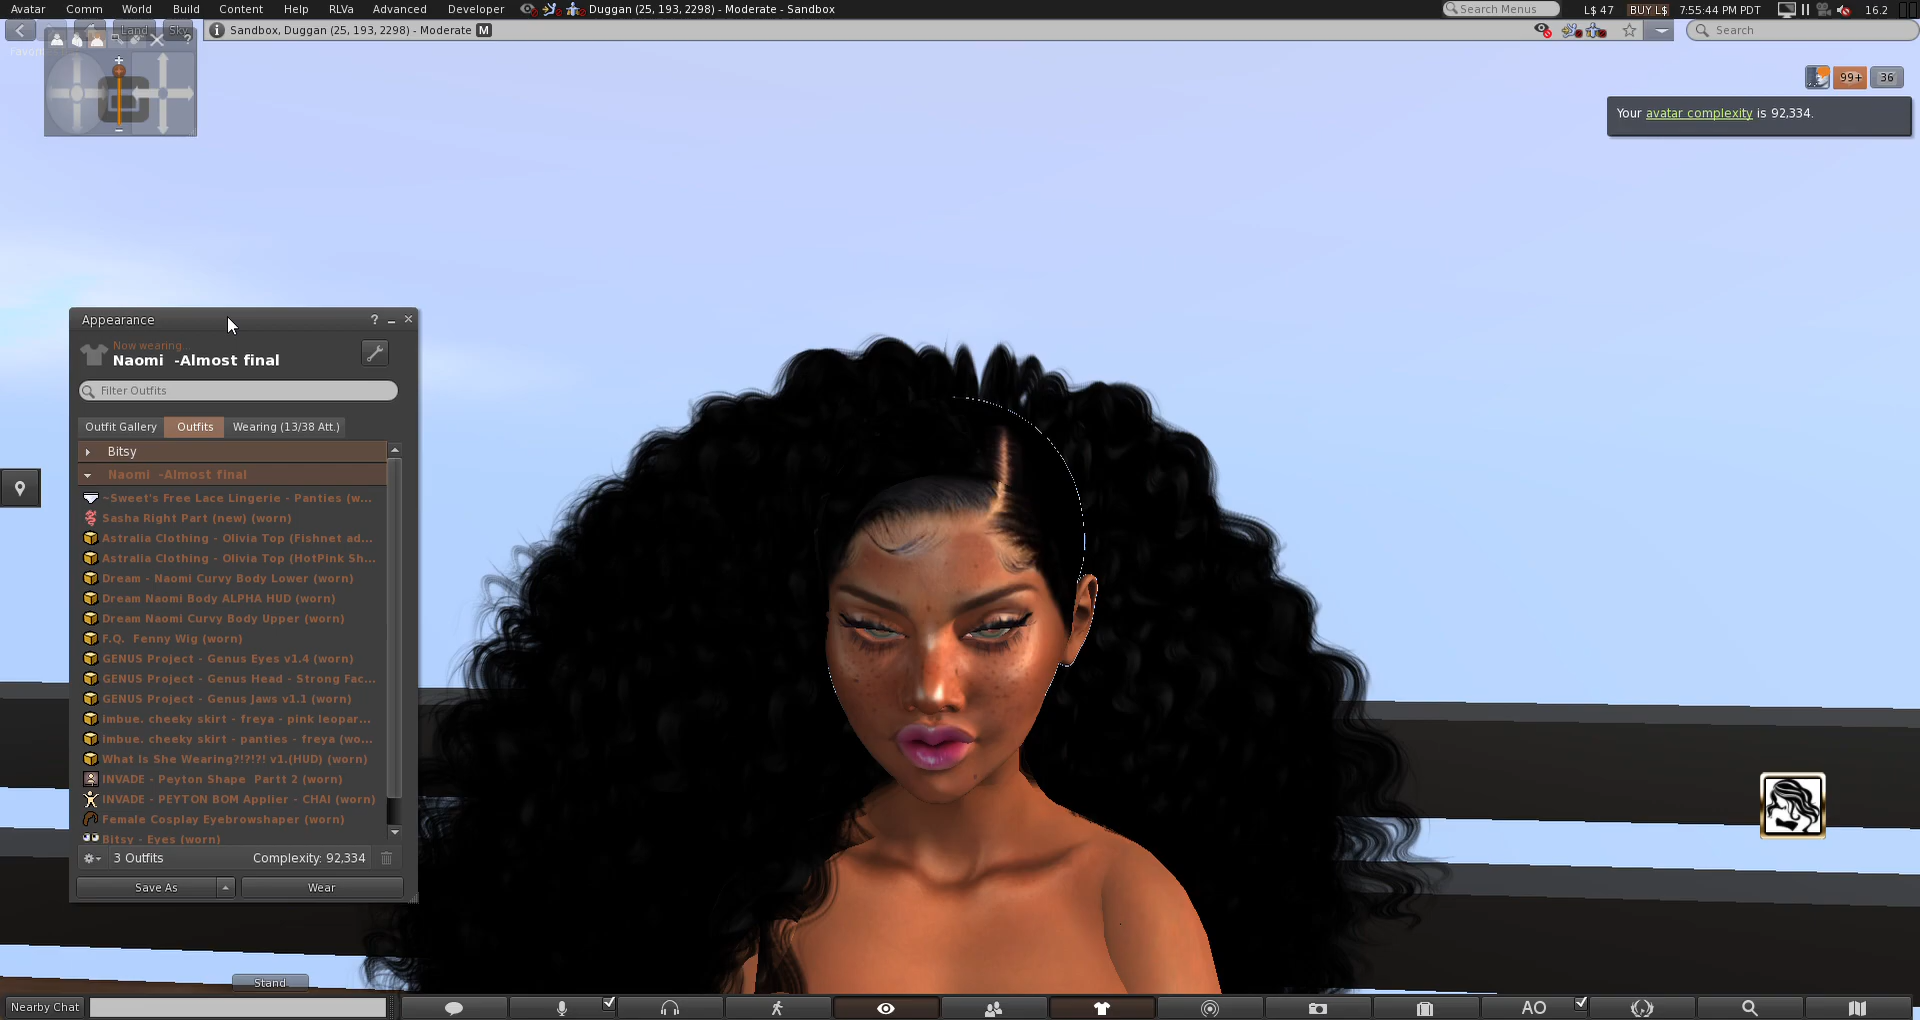 Avatar Comm World Build Content Help RLVa Advanced Developer Duggan (25, 193, 2298) - Moderate - Sandbox Search Menus L$ 47 BUY L$ 7:55:44 PM PDT 16.2
Land Sky Sandbox, Duggan (25, 193, 2298) - Moderate M Search
99+ 36
Your avatar complexity is 92,334.
Appearance ?
Now wearing...
Naomi -Almost final
Filter Outfits
Outfit Gallery Outfits Wearing (13/38 Att.)
Bitsy
Naomi -Almost final
~Sweet's Free Lace Lingerie - Panties (w...
Sasha Right Part (new) (worn)
Astralia Clothing - Olivia Top (Fishnet ad...
Astralia Clothing - Olivia Top (HotPink Sh...
Dream - Naomi Curvy Body Lower (worn)
Dream Naomi Body ALPHA HUD (worn)
Dream Naomi Curvy Body Upper (worn)
F.Q. Fenny Wig (worn)
GENUS Project - Genus Eyes v1.4 (worn)
GENUS Project - Genus Head - Strong Fac...
GENUS Project - Genus Jaws v1.1 (worn)
imbue. cheeky skirt - freya - pink leopar...
imbue. cheeky skirt - panties - freya (wo...
What Is She Wearing?!?!?! v1.(HUD) (worn)
INVADE - Peyton Shape Partt 2 (worn)
INVADE - PEYTON BOM Applier - CHAI (worn)
Female Cosplay Eyebrowshaper (worn)
Bitsy - Eyes (worn)
3 Outfits Complexity: 92,334
Save As Wear
Stand
Nearby Chat AO